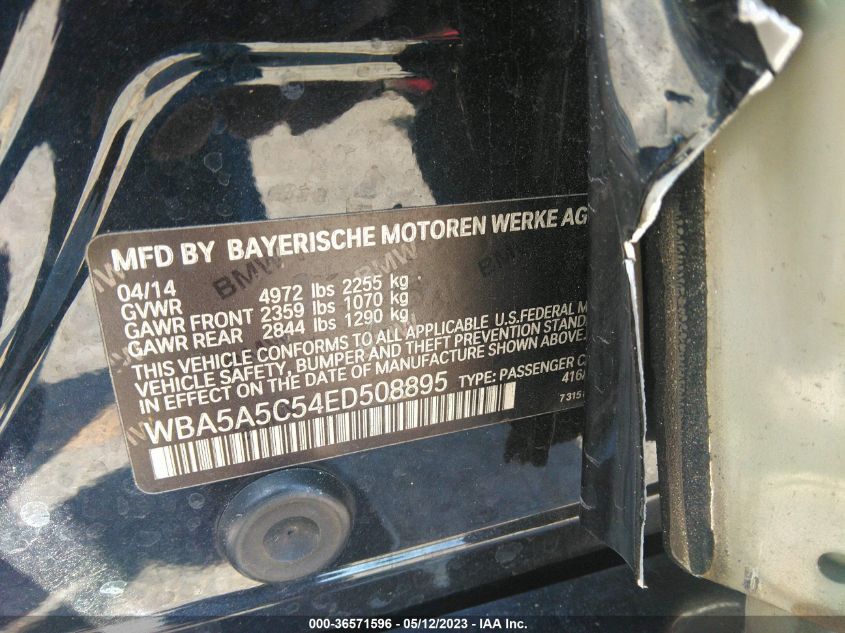 MFD BY BAYERISCHE MOTOREN WERKE AG
04/14
GVWR 4972 lbs 2255 kg
GAWR FRONT 2359 lbs 1070 kg
GAWR REAR 2844 lbs 1290 kg
THIS VEHICLE CONFORMS TO ALL APPLICABLE U.S.FEDERAL M
VEHICLE SAFETY, BUMPER AND THEFT PREVENTION STAND
IN EFFECT ON THE DATE OF MANUFACTURE SHOWN ABOVE.
WBA5A5C54ED508895 TYPE: PASSENGER C
416
7315
000-36571596 - 05/12/2023 - IAA Inc.